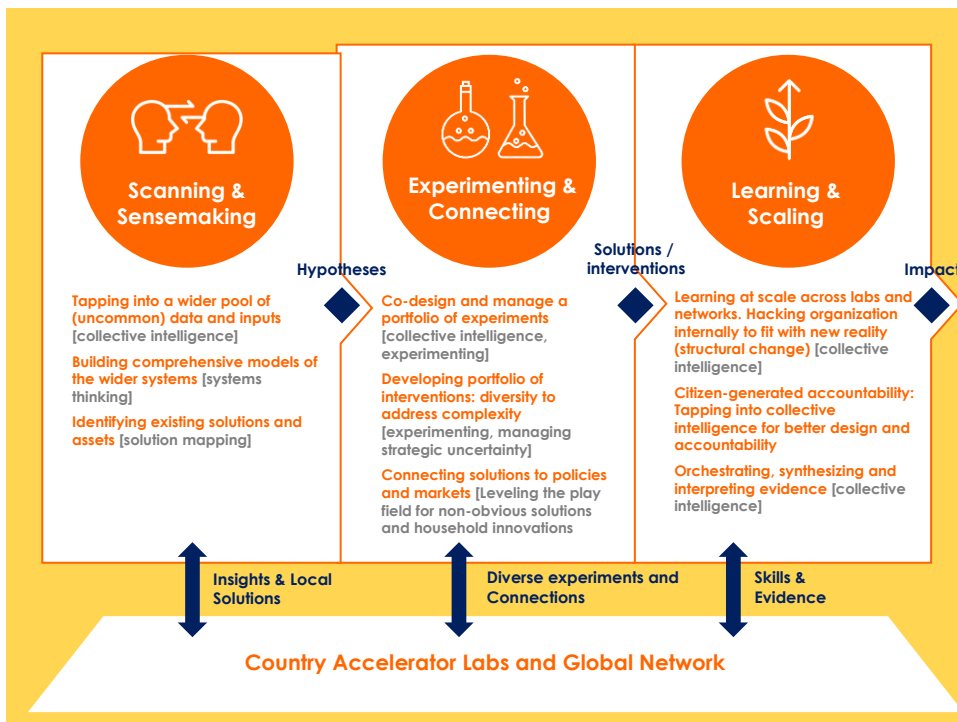 Scanning &
Sensemaking
Hypotheses
Tapping into a wider pool of
(uncommon) data and inputs
[collective intelligence]
Building comprehensive models of
the wider systems [systems
thinking]
Identifying existing solutions and
assets [solution mapping]
Experimenting &
Connecting
Solutions /
interventions
Co-design and manage a
portfolio of experiments
[collective intelligence,
experimenting]
Developing portfolio of
interventions: diversity to
address complexity
[experimenting, managing
strategic uncertainty]
Connecting solutions to policies
and markets [Leveling the play
field for non-obvious solutions
and household innovations
Learning &
Scaling
Impact
Learning at scale across labs and
networks. Hacking organization
internally to fit with new reality
(structural change) [collective
intelligence]
Citizen-generated accountability:
Tapping into collective
intelligence for better design and
accountability
Orchestrating, synthesizing and
interpreting evidence [collective
intelligence]
Insights & Local
Solutions
Diverse experiments and
Connections
Skills &
Evidence
Country Accelerator Labs and Global Network